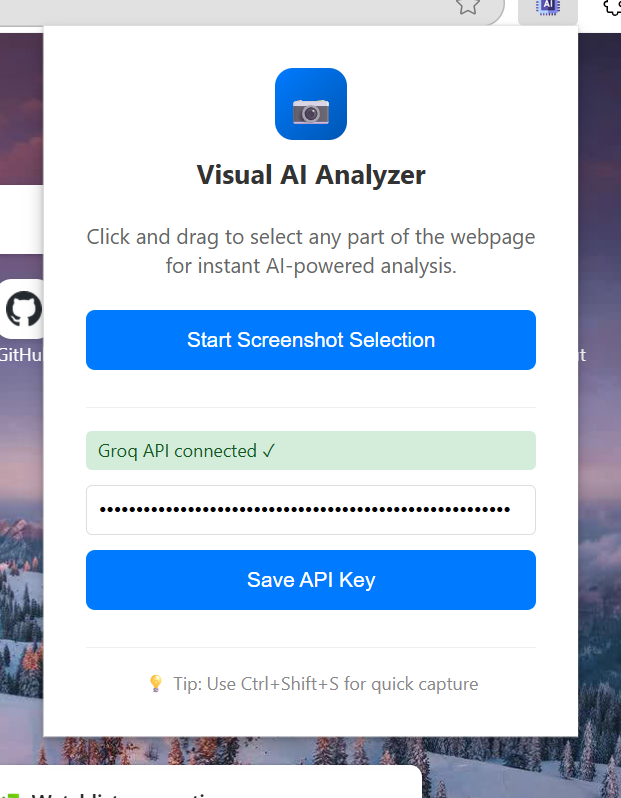 AI
Visual AI Analyzer
Click and drag to select any part of the webpage
for instant AI-powered analysis.
Start Screenshot Selection
GitHu
t
Groq API connected ✓
••••••••••••••••••••••••••••••••••••••••••••••••••••••••
Save API Key
💡 Tip: Use Ctrl+Shift+S for quick capture